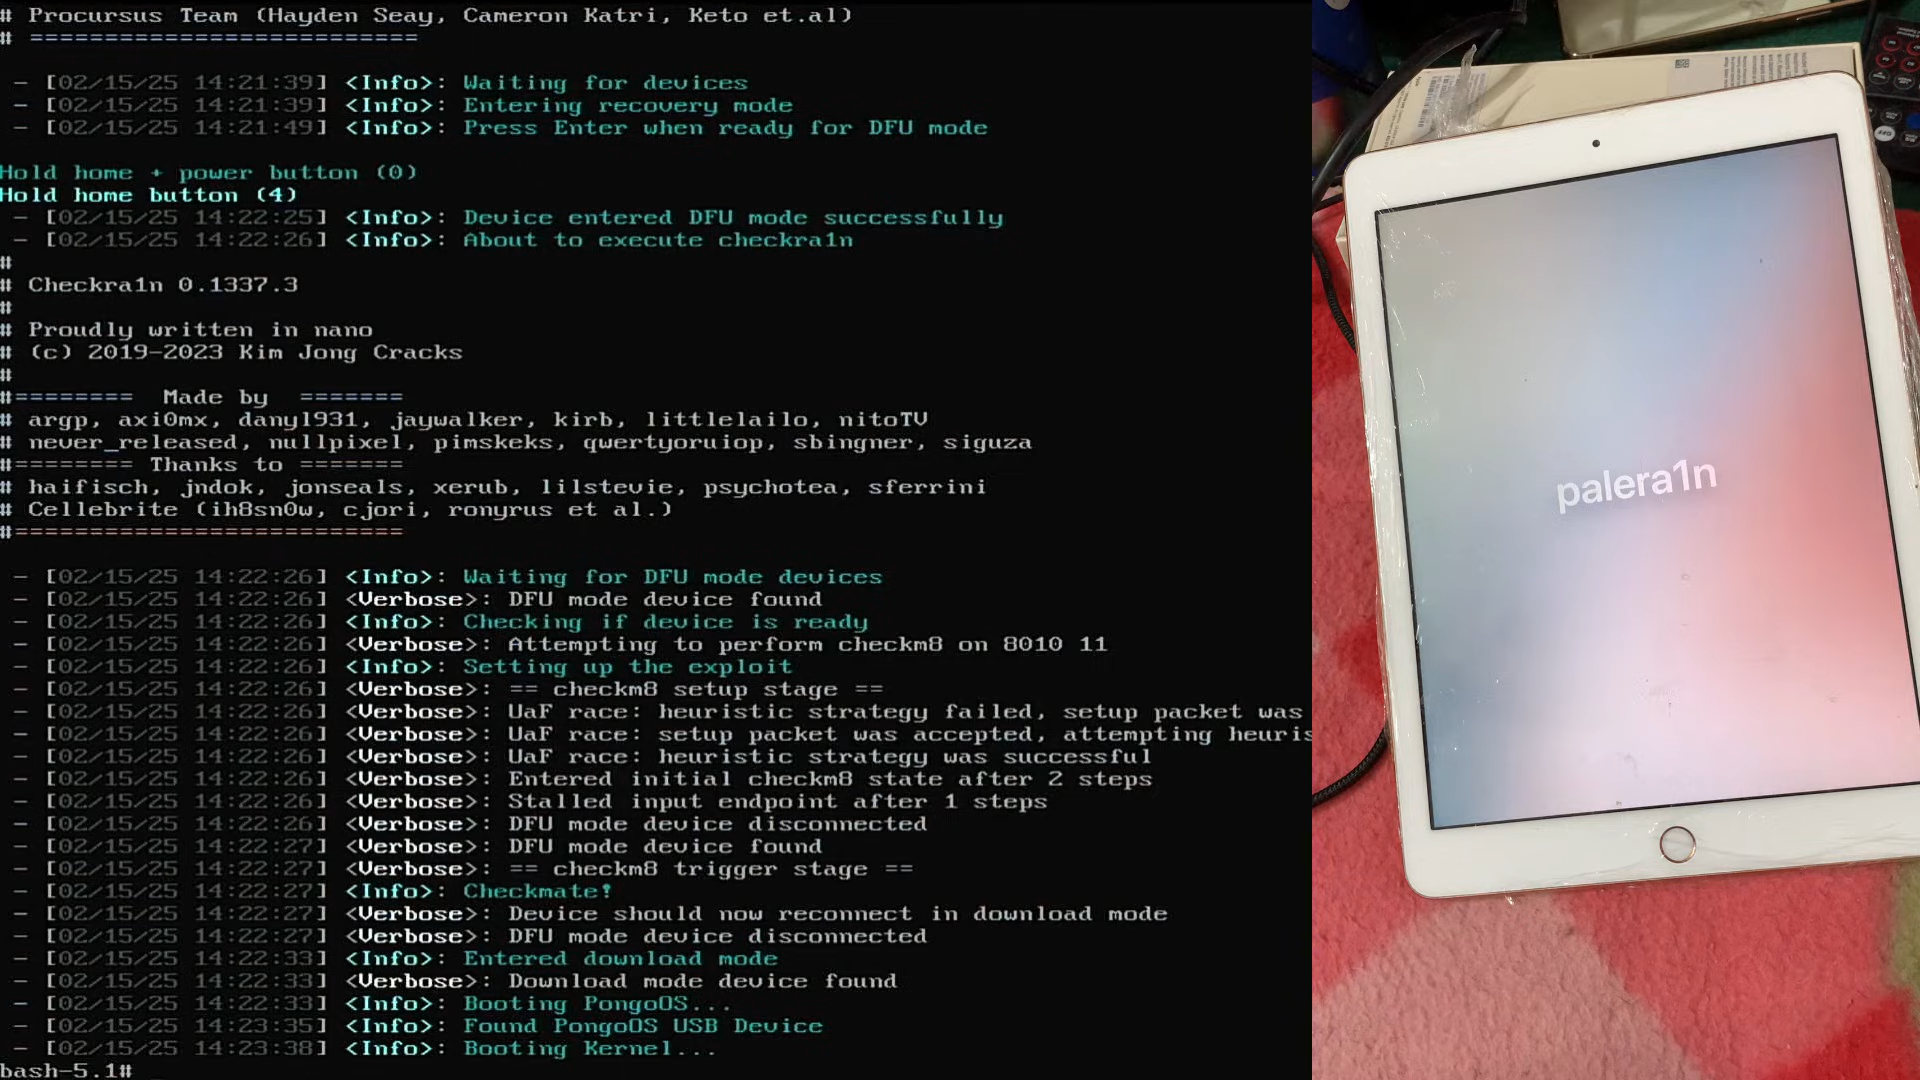 # Procursus Team (Hayden Seay, Cameron Katri, Keto et.al)
# ==========================
- [02/15/25 14:21:39] <Info>: Waiting for devices
- [02/15/25 14:21:39] <Info>: Entering recovery mode
- [02/15/25 14:21:49] <Info>: Press Enter when ready for DFU mode
Hold home + power button (0)
Hold home button (4)
- [02/15/25 14:22:25] <Info>: Device entered DFU mode successfully
- [02/15/25 14:22:26] <Info>: About to execute checkra1n
#
# Checkra1n 0.1337.3
#
# Proudly written in nano
# (c) 2019-2023 Kim Jong Cracks
#
#======== Made by =======
# argp, axi0mx, danyl931, jaywalker, kirb, littlelailo, nitoTV
# never_released, nullpixel, pimskeks, qwertyoruiop, sbingner, siguza
#======== Thanks to =======
# haifisch, jndok, jonseals, xerub, lilstevie, psychotea, sferrini
# Cellebrite (ih8sn0w, cjori, ronyrus et al.)
#==========================
- [02/15/25 14:22:26] <Info>: Waiting for DFU mode devices
- [02/15/25 14:22:26] <Verbose>: DFU mode device found
- [02/15/25 14:22:26] <Info>: Checking if device is ready
- [02/15/25 14:22:26] <Verbose>: Attempting to perform checkm8 on 8010 11
- [02/15/25 14:22:26] <Info>: Setting up the exploit
- [02/15/25 14:22:26] <Verbose>: == checkm8 setup stage ==
- [02/15/25 14:22:26] <Verbose>: UaF race: heuristic strategy failed, setup packet was
- [02/15/25 14:22:26] <Verbose>: UaF race: setup packet was accepted, attempting heuris
- [02/15/25 14:22:26] <Verbose>: UaF race: heuristic strategy was successful
- [02/15/25 14:22:26] <Verbose>: Entered initial checkm8 state after 2 steps
- [02/15/25 14:22:26] <Verbose>: Stalled input endpoint after 1 steps
- [02/15/25 14:22:26] <Verbose>: DFU mode device disconnected
- [02/15/25 14:22:27] <Verbose>: DFU mode device found
- [02/15/25 14:22:27] <Verbose>: == checkm8 trigger stage ==
- [02/15/25 14:22:27] <Info>: Checkmate!
- [02/15/25 14:22:27] <Verbose>: Device should now reconnect in download mode
- [02/15/25 14:22:27] <Verbose>: DFU mode device disconnected
- [02/15/25 14:22:33] <Info>: Entered download mode
- [02/15/25 14:22:33] <Verbose>: Download mode device found
- [02/15/25 14:22:33] <Info>: Booting PongoOS...
- [02/15/25 14:23:35] <Info>: Found PongoOS USB Device
- [02/15/25 14:23:38] <Info>: Booting Kernel...
bash-5.1#
palera1n